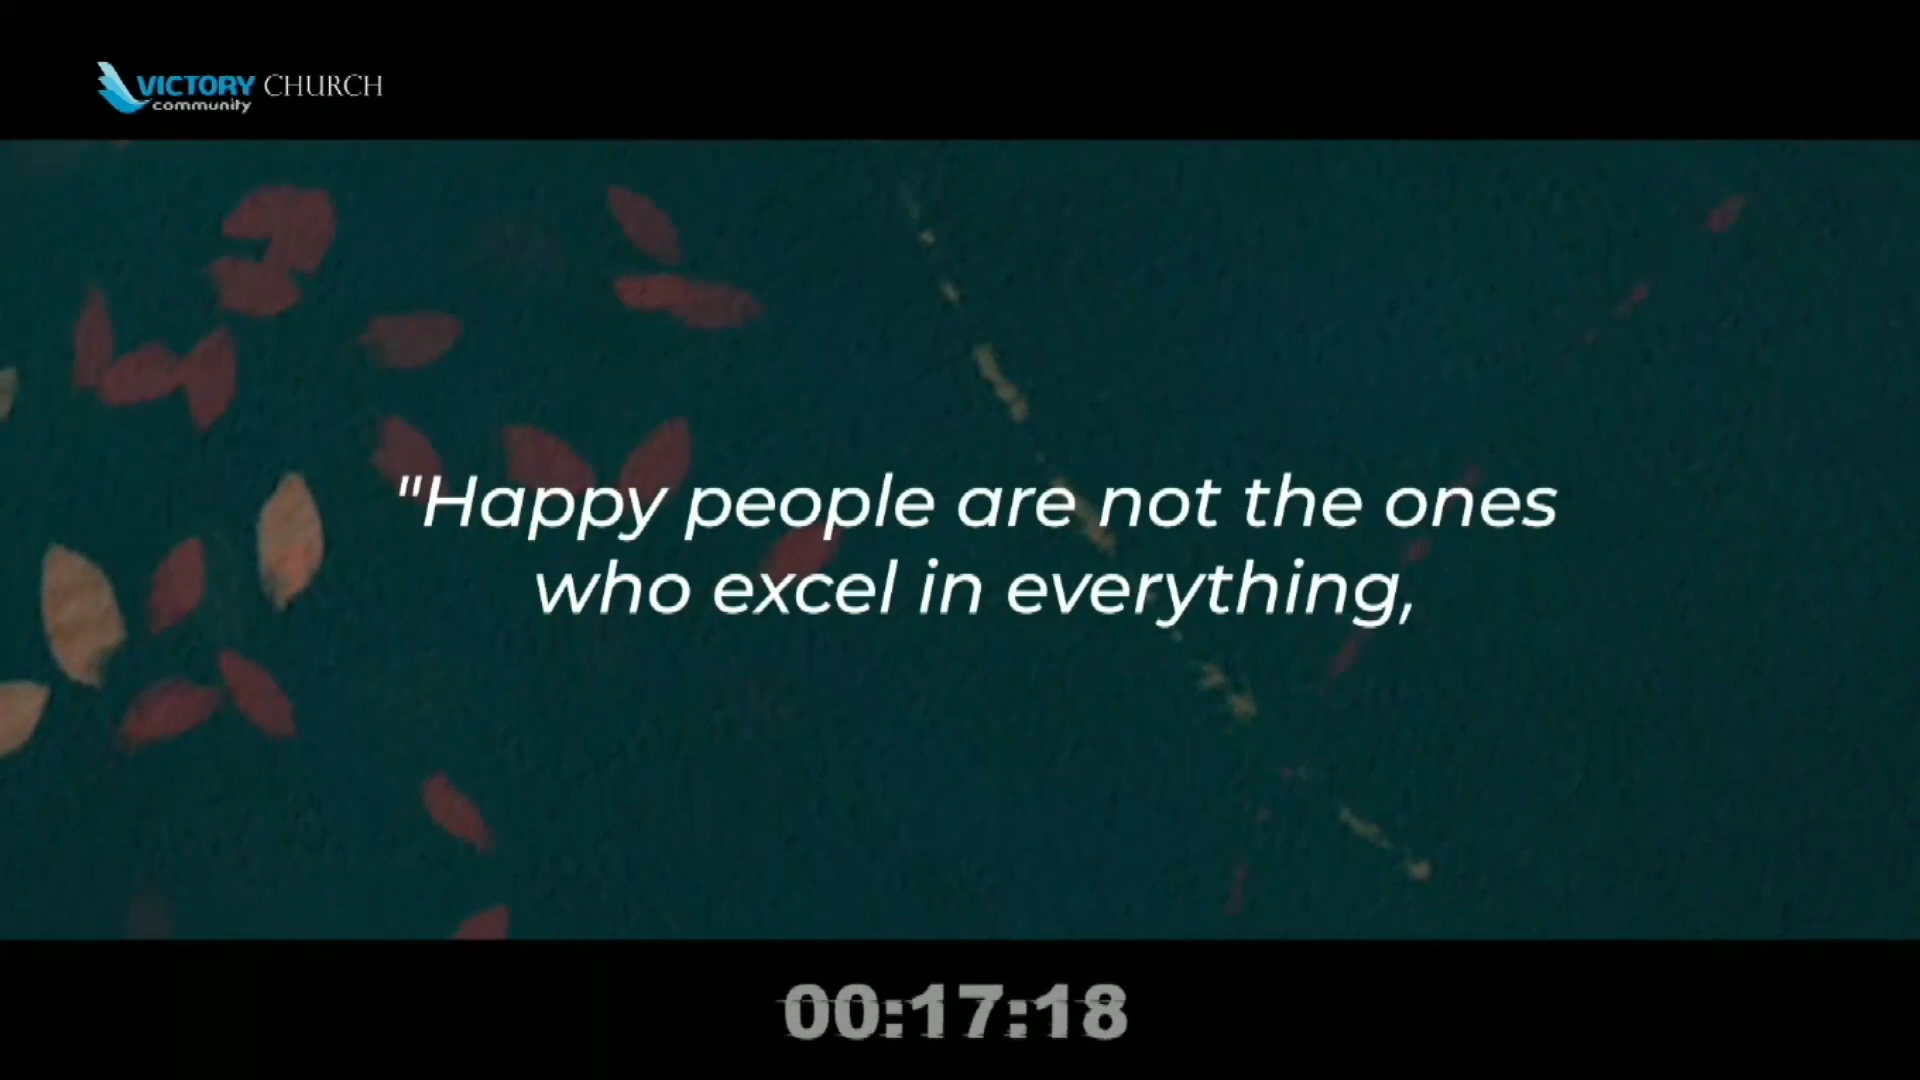 VICTORY CHURCH
community
"Happy people are not the ones
who excel in everything,
00:17:18